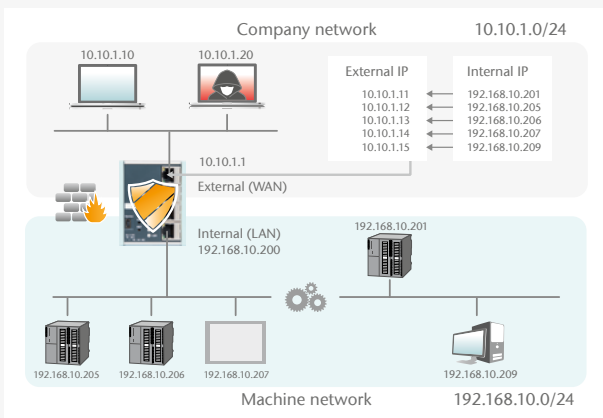 Company network 10.10.1.0/24
10.10.1.10 10.10.1.20
External IP Internal IP
10.10.1.11 192.168.10.201
10.10.1.12 192.168.10.205
10.10.1.13 192.168.10.206
10.10.1.14 192.168.10.207
10.10.1.15 192.168.10.209
10.10.1.1
External (WAN)
Internal (LAN)
192.168.10.200
192.168.10.201
192.168.10.205 192.168.10.206 192.168.10.207 192.168.10.209
Machine network 192.168.10.0/24